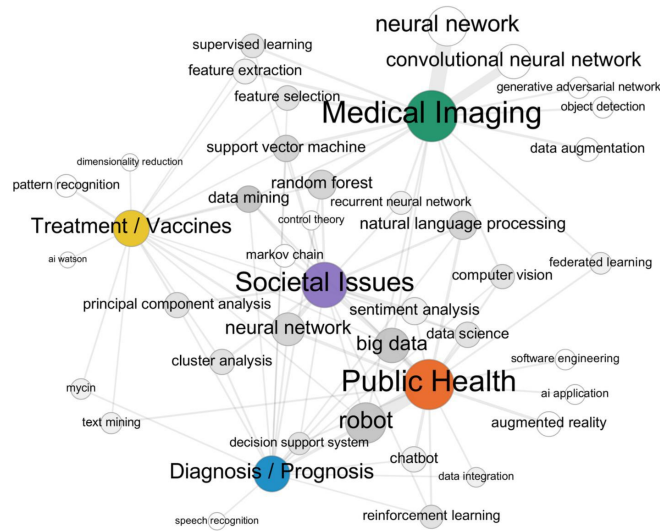 neural nework
supervised learning
convolutional neural network
feature extraction
generative adversarial network
feature selection
object detection
Medical Imaging
support vector machine
data augmentation
dimensionality reduction
pattern recognition
random forest
data mining
recurrent neural network
control theory
natural language processing
Treatment / Vaccines
markov chain
ai watson
federated learning
Societal Issues
computer vision
principal component analysis
sentiment analysis
neural network
data science
big data
cluster analysis
software engineering
Public Health
mycin
ai application
robot
text mining
augmented reality
decision support system
chatbot
Diagnosis / Prognosis
data integration
speech recognition
reinforcement learning